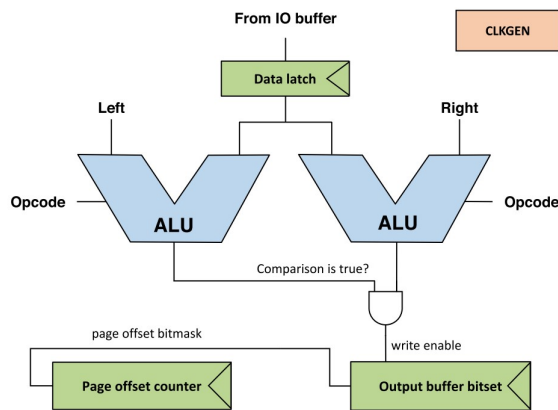 From IO buffer
CLKGEN
Data latch
Left
Right
Opcode
Opcode
ALU
ALU
Comparison is true?
page offset bitmask
write enable
Page offset counter
Output buffer bitset